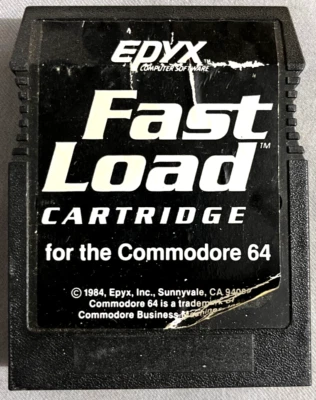 EPYX
COMPUTER SOFTWARE
Fast
Load™
CARTRIDGE
for the Commodore 64
© 1984, Epyx, Inc., Sunnyvale, CA
Commodore 64 is a trademark of
Commodore Business Machines,